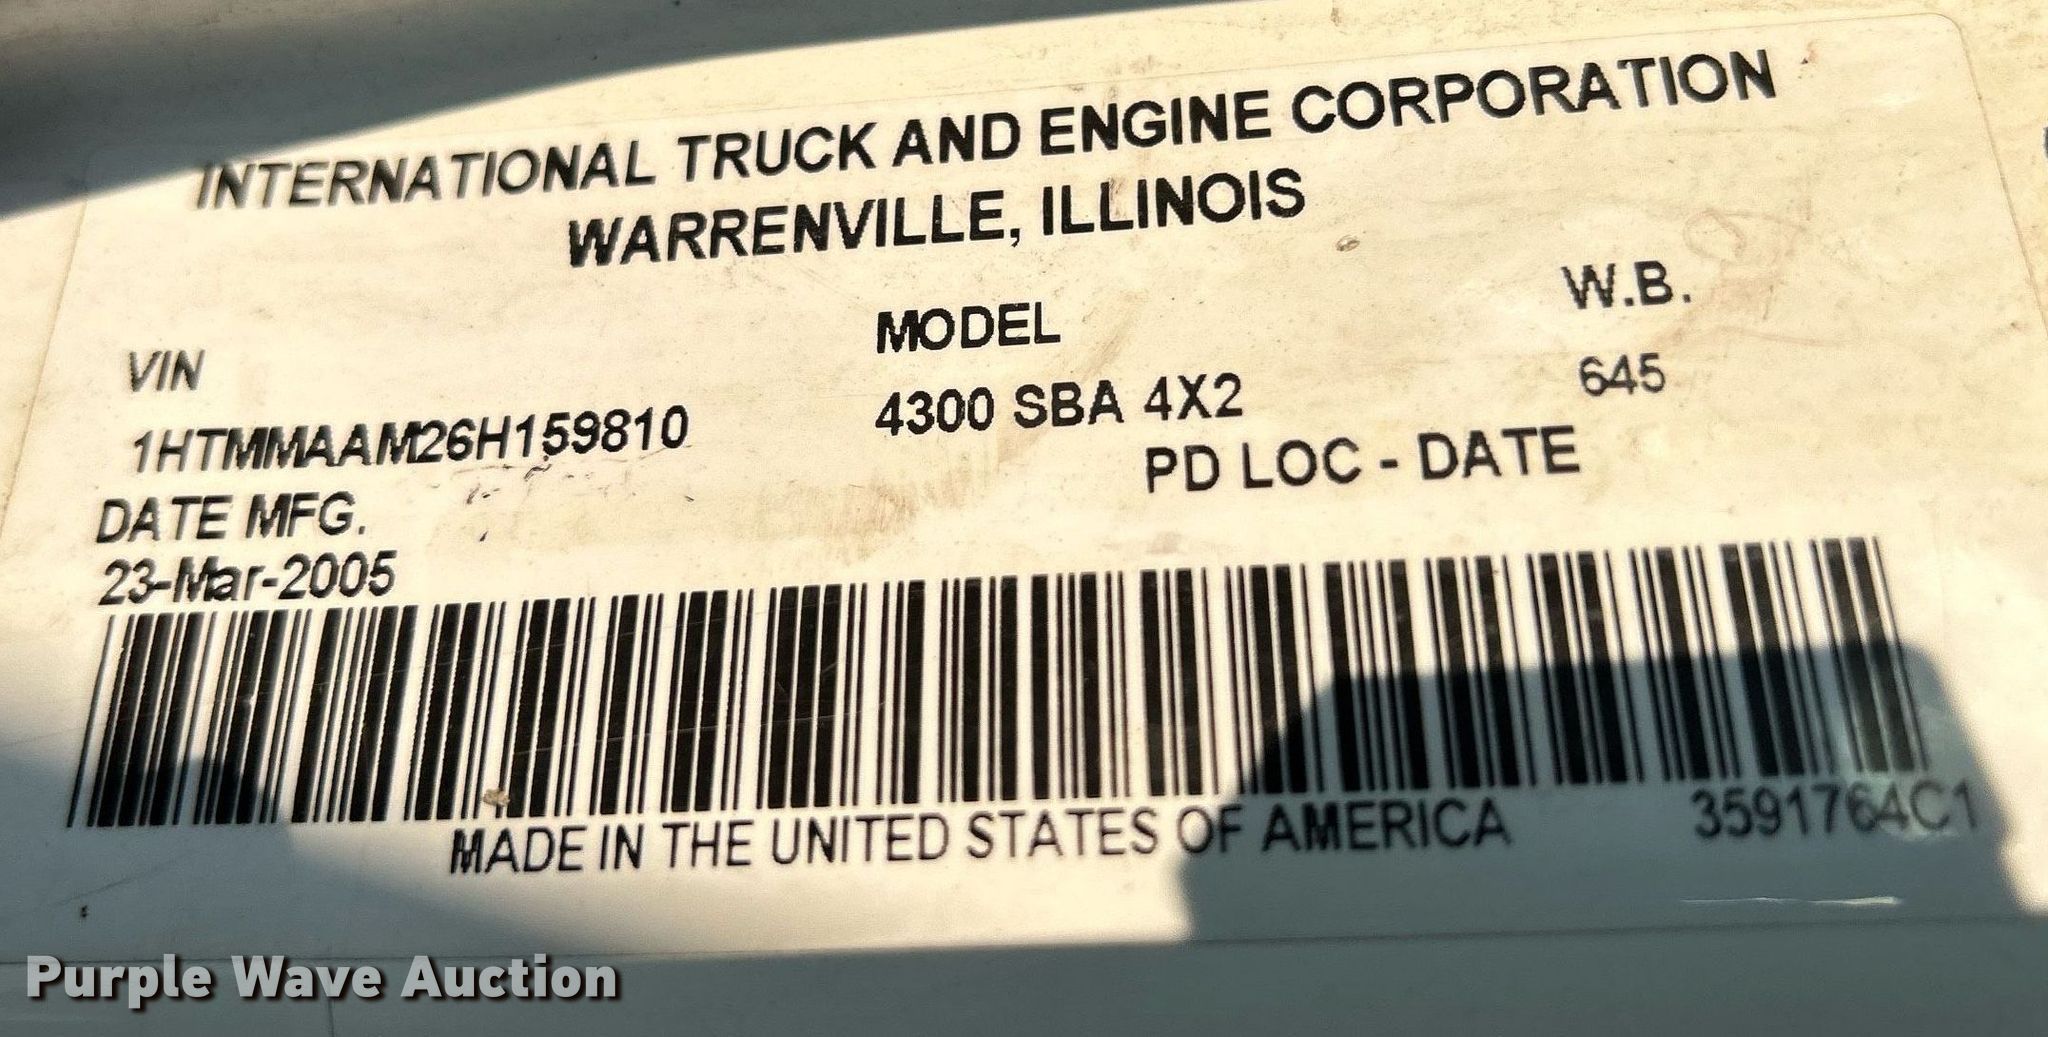 INTERNATIONAL TRUCK AND ENGINE CORPORATION
WARRENVILLE, ILLINOIS
VIN MODEL W.B.
1HTMMAAM26H159810 4300 SBA 4X2 645
DATE MFG. PD LOC - DATE
23-Mar-2005
MADE IN THE UNITED STATES OF AMERICA 3591764C1
Purple Wave Auction